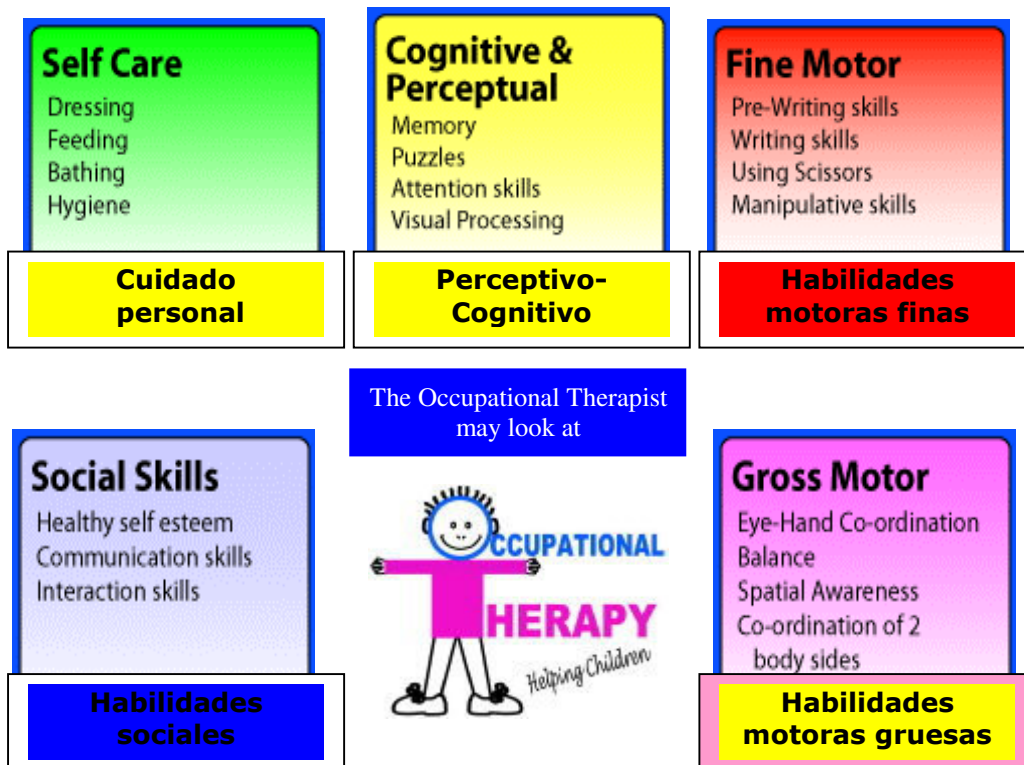 Self Care
Dressing
Feeding
Bathing
Hygiene
Cuidado
personal
Cognitive &
Perceptual
Memory
Puzzles
Attention skills
Visual Processing
Perceptivo-
Cognitivo
Fine Motor
Pre-Writing skills
Writing skills
Using Scissors
Manipulative skills
Habilidades
motoras finas
The Occupational Therapist
may look at
Social Skills
Healthy self esteem
Communication skills
Interaction skills
Habilidades
sociales
OCCUPATIONAL
THERAPY
Helping Children
Gross Motor
Eye-Hand Co-ordination
Balance
Spatial Awareness
Co-ordination of 2
body sides
Habilidades
motoras gruesas